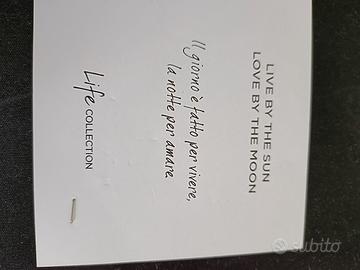 LIVE BY THE SUN
LOVE BY THE MOON
Il giorno è fatto per vivere,
la notte per amare.
Life COLLECTION
subito